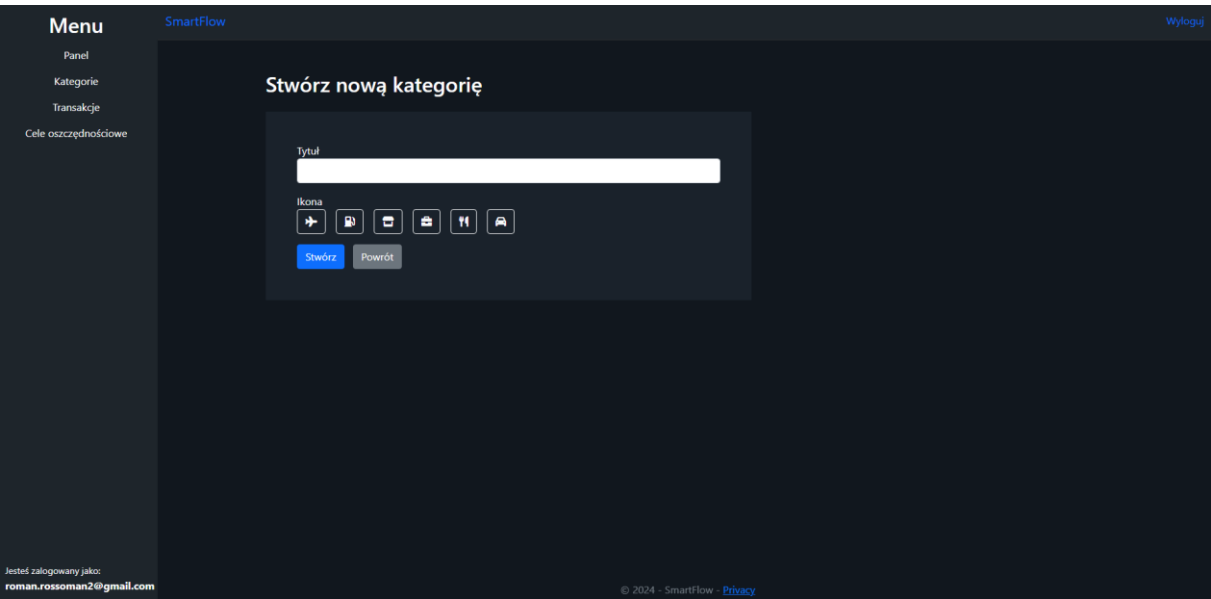 Menu
Panel
Kategorie
Transakcje
Cele oszczędnościowe
Jesteś zalogowany jako:
roman.rossoman2@gmail.com
SmartFlow
Wyloguj
Stwórz nową kategorię
Tytuł
Ikona
Stwórz Powrót
© 2024 - SmartFlow - Privacy